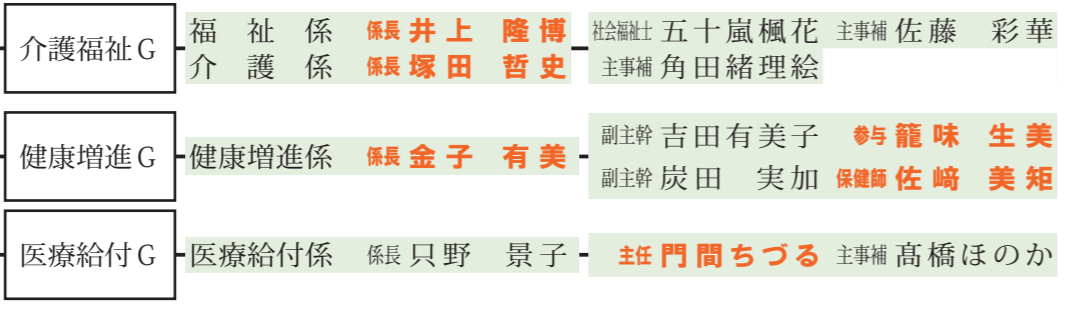 介護福祉G
福祉係 係長 井上 隆博 社会福祉士 五十嵐楓花 主事補 佐藤 彩華
介護係 係長 塚田 哲史 主事補 角田緒理絵
健康増進G
健康増進係 係長 金子 有美
副主幹 吉田有美子 参与 籠味 生美
副主幹 炭田 実加 保健師 佐﨑 美矩
医療給付G
医療給付係 係長 只野 景子 主任 門間ちづる 主事補 髙橋ほのか